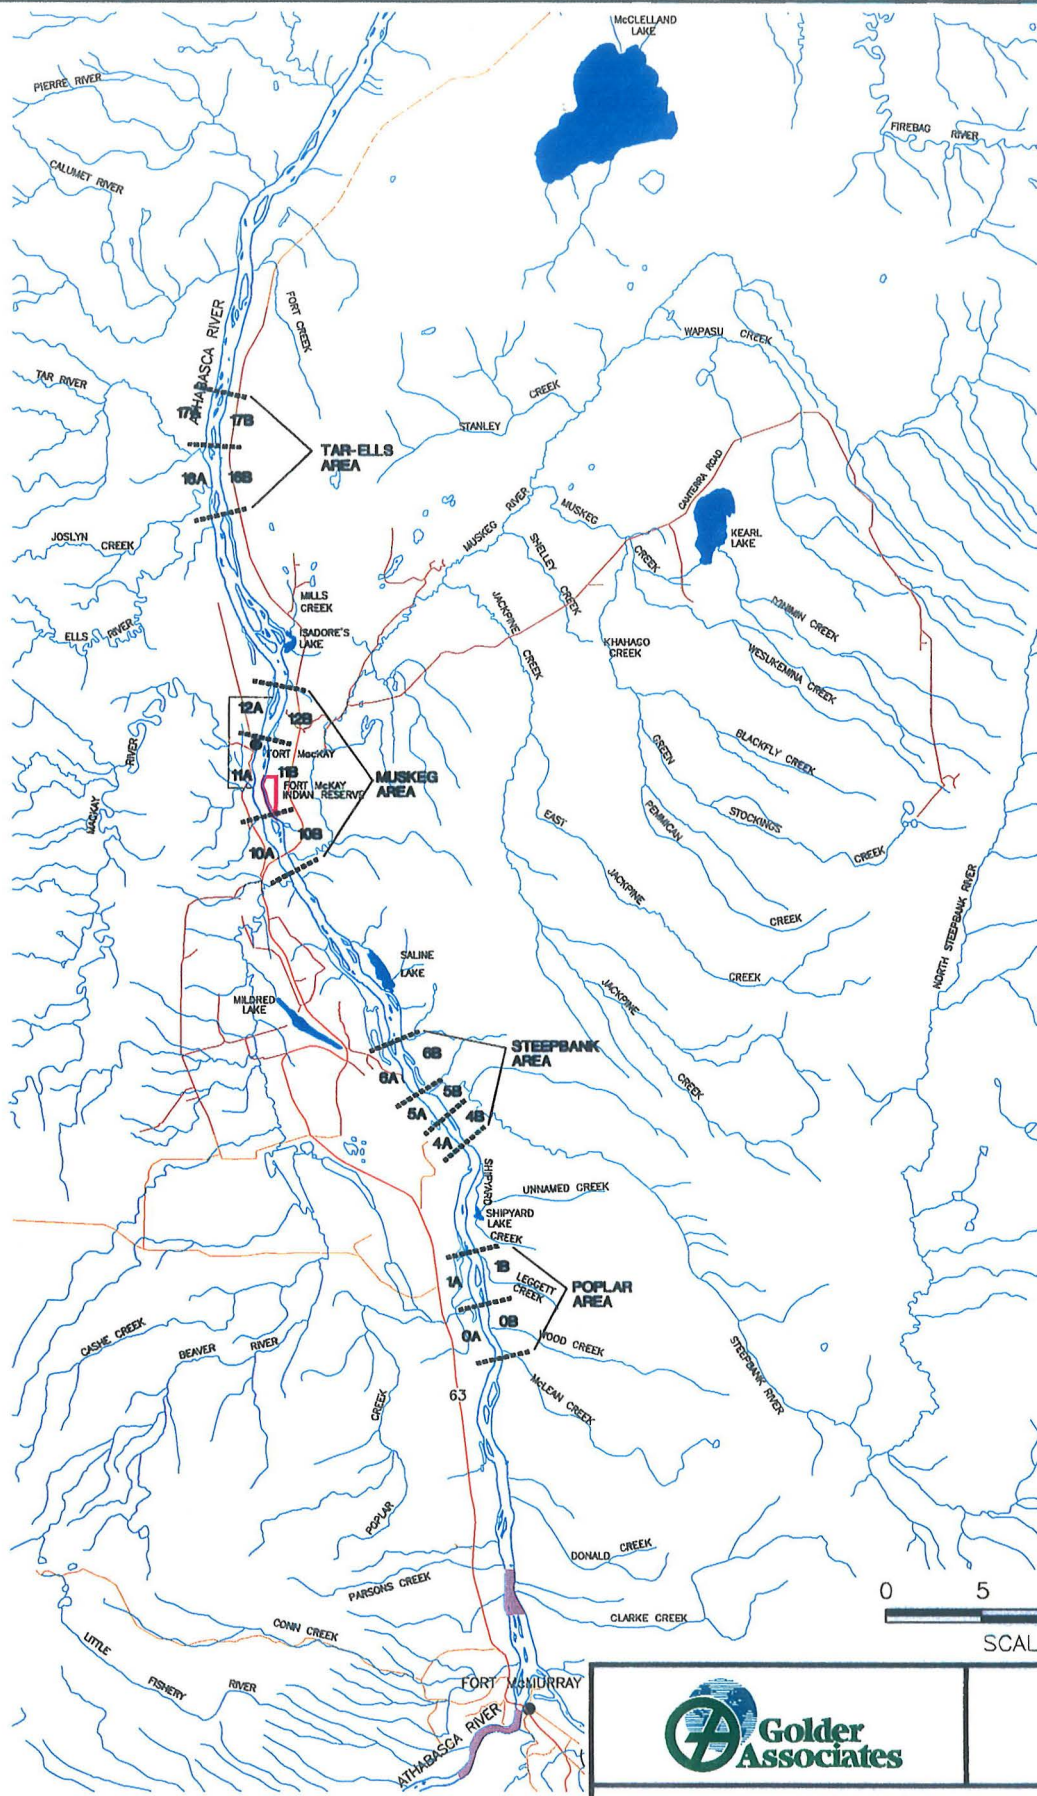 McCLELLAND
LAKE
PIERRE RIVER
FIREBAG RIVER
CALUMET RIVER
FORT CREEK
ATHABASCA RIVER
WAPASU CREEK
TAR RIVER
CREEK
STANLEY
17B
TAR-ELLS
AREA
16A
16B
CANTERRA ROAD
MUSKEG RIVER
MUSKEG
CREEK
KEARL
LAKE
JOSLYN CREEK
SHELLEY
CREEK
MILLS
CREEK
JACKPINE
CREEK
IYINIMIN CREEK
ELLS RIVER
ISADORE'S
LAKE
KHAHAGO
CREEK
WESUKEMINA CREEK
12A
12B
MACKAY RIVER
FORT MacKAY
GREEN
BLACKFLY CREEK
11A
11B
MUSKEG
AREA
FORT McKAY
INDIAN RESERVE
STOCKINGS
CREEK
EAST
PEMMICAN
10B
10A
JACKPINE
CREEK
CREEK
NORTH STEEPBANK RIVER
SALINE
LAKE
MILDRED
LAKE
JACKPINE
CREEK
STEEPBANK
AREA
6B
6A
5B
5A
4B
4A
SHIPYARD
UNNAMED CREEK
SHIPYARD
LAKE
CREEK
1B
1A
LEGGETT
CREEK
POPLAR
AREA
0B
0A
WOOD CREEK
CASHE CREEK
BEAVER RIVER
STEEPBANK RIVER
McLEAN CREEK
63
CREEK
POPLAR
DONALD CREEK
PARSONS CREEK
0 5
CLARKE CREEK
CONN CREEK
SCAL
LITTLE
FISHERY RIVER
FORT McMURRAY
ATHABASCA RIVER
Golder
Associates